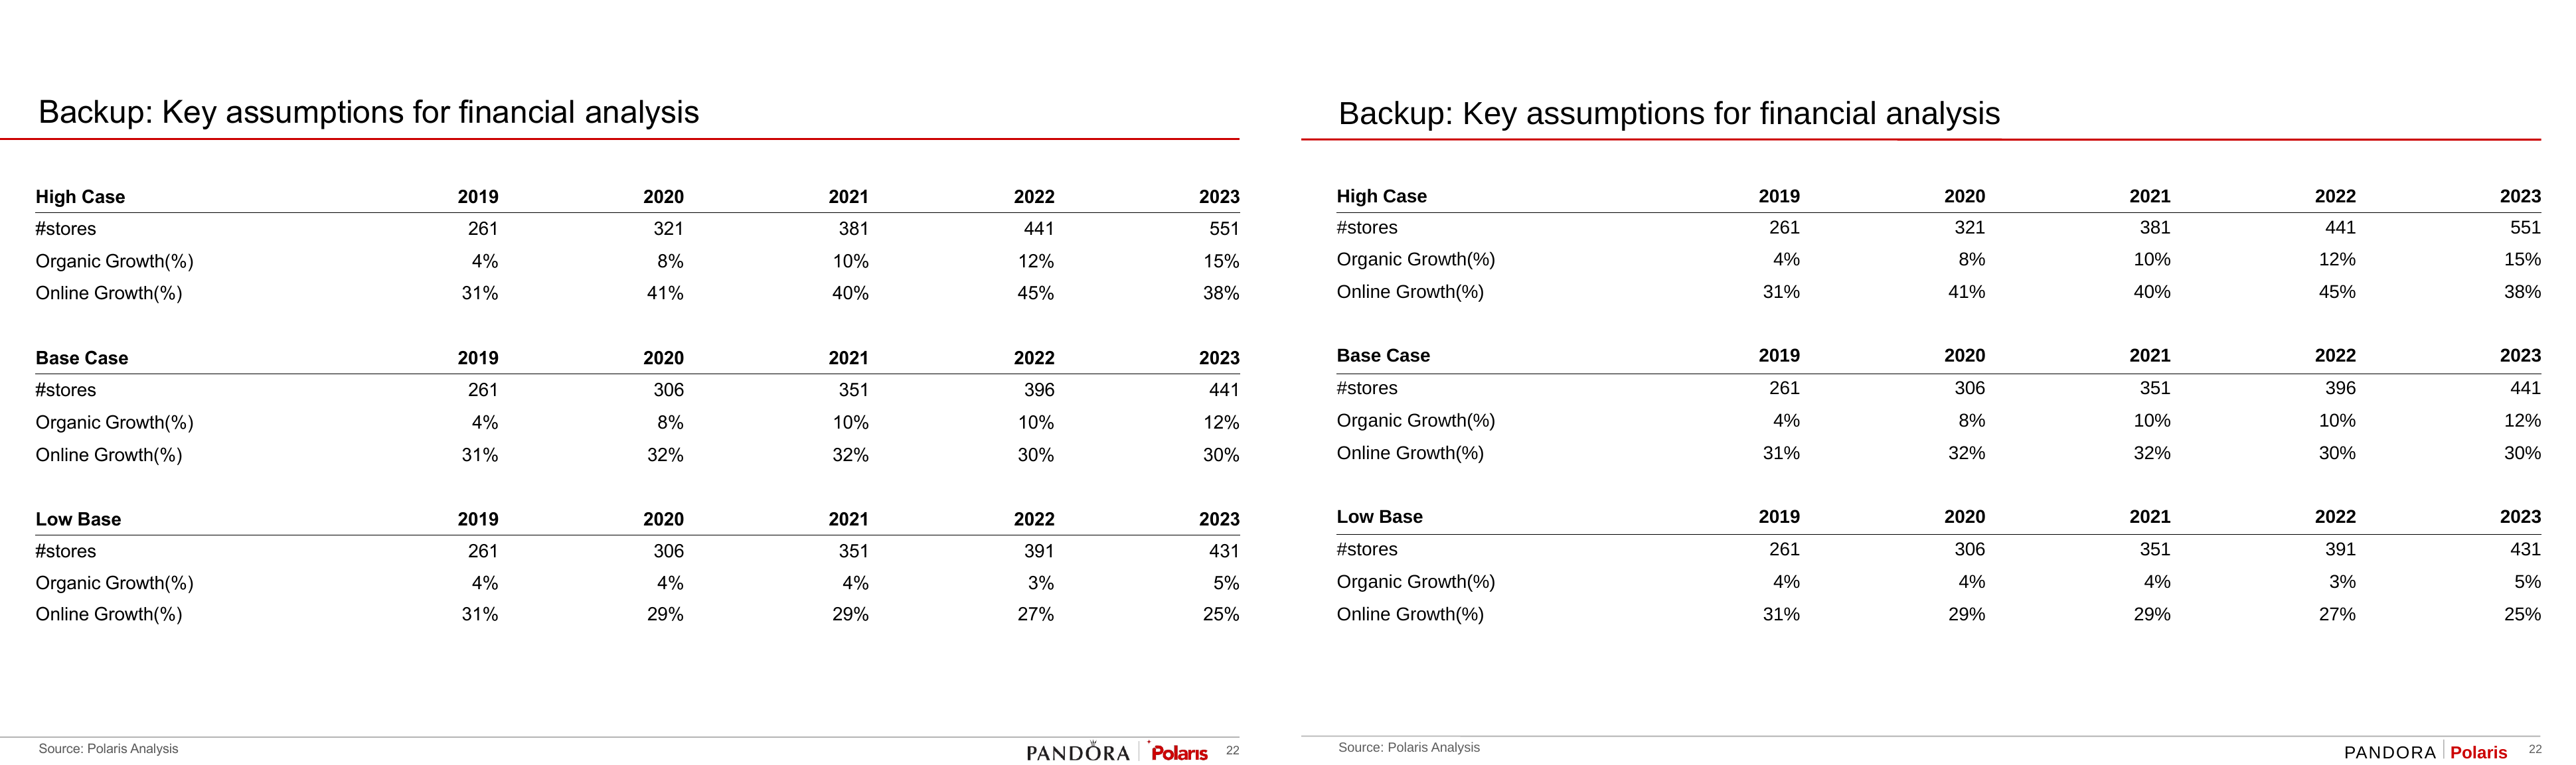 Backup: Key assumptions for financial analysis
High Case 2019 2020 2021 2022 2023
#stores 261 321 381 441 551
Organic Growth(%) 4% 8% 10% 12% 15%
Online Growth(%) 31% 41% 40% 45% 38%
Base Case 2019 2020 2021 2022 2023
#stores 261 306 351 396 441
Organic Growth(%) 4% 8% 10% 10% 12%
Online Growth(%) 31% 32% 32% 30% 30%
Low Base 2019 2020 2021 2022 2023
#stores 261 306 351 391 431
Organic Growth(%) 4% 4% 4% 3% 5%
Online Growth(%) 31% 29% 29% 27% 25%
Source: Polaris Analysis PANDORA Polaris 22
Backup: Key assumptions for financial analysis
High Case 2019 2020 2021 2022 2023
#stores 261 321 381 441 551
Organic Growth(%) 4% 8% 10% 12% 15%
Online Growth(%) 31% 41% 40% 45% 38%
Base Case 2019 2020 2021 2022 2023
#stores 261 306 351 396 441
Organic Growth(%) 4% 8% 10% 10% 12%
Online Growth(%) 31% 32% 32% 30% 30%
Low Base 2019 2020 2021 2022 2023
#stores 261 306 351 391 431
Organic Growth(%) 4% 4% 4% 3% 5%
Online Growth(%) 31% 29% 29% 27% 25%
Source: Polaris Analysis PANDORA Polaris 22